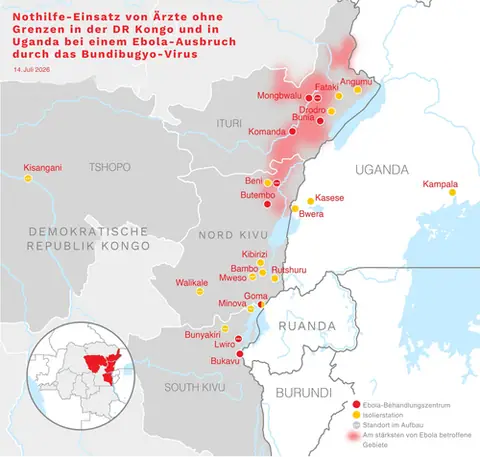 Nothilfe-Einsatz von Ärzte ohne
Grenzen in der DR Kongo und in
Uganda bei einem Ebola-Ausbruch
durch das Bundibugyo-Virus
14.Juli 2026
Angumu
Fataki
Mongbwalu
Drodro
Bunia
ITURI
Komanda
Kisangani
TSHOPO
UGANDA
Beni
Kampala
Butembo
Kasese
Bwera
DEMOKRATISCHE
REPUBLIK KONGO
NORD KIVU
Kibirizi
Bambo
Mweso
Rutshuru
Walikale
Goma
Minova
RUANDA
Bunyakiri
Lwiro
Bukavu
SOUTH KIVU
BURUNDI
Ebola-Behandlungszentrum
Isolierstation
Standort im Aufbau
Am stärksten von Ebola betroffene
Gebiete